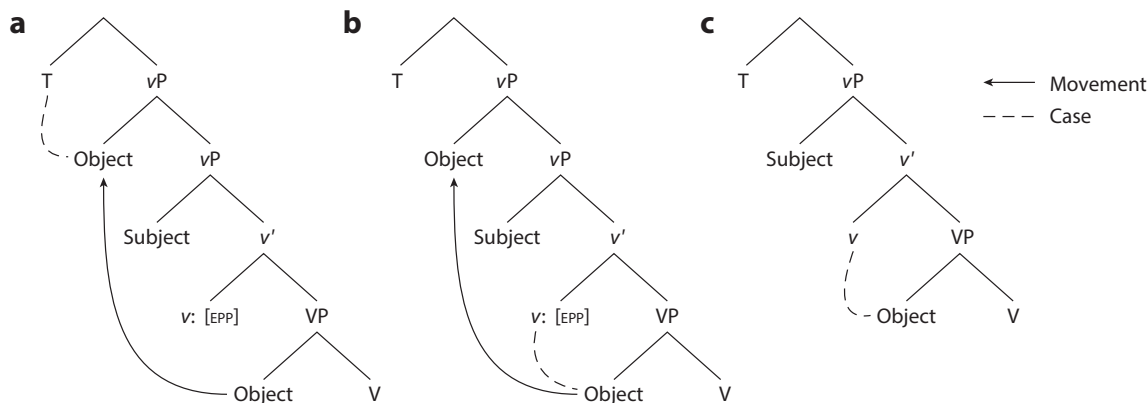 a
T
vP
Object
vP
Subject
v'
v: [EPP]
VP
Object
V
b
T
vP
Object
vP
Subject
v'
v: [EPP]
VP
Object
V
c
T
vP
Subject
v'
v
VP
Object
V
Movement
Case